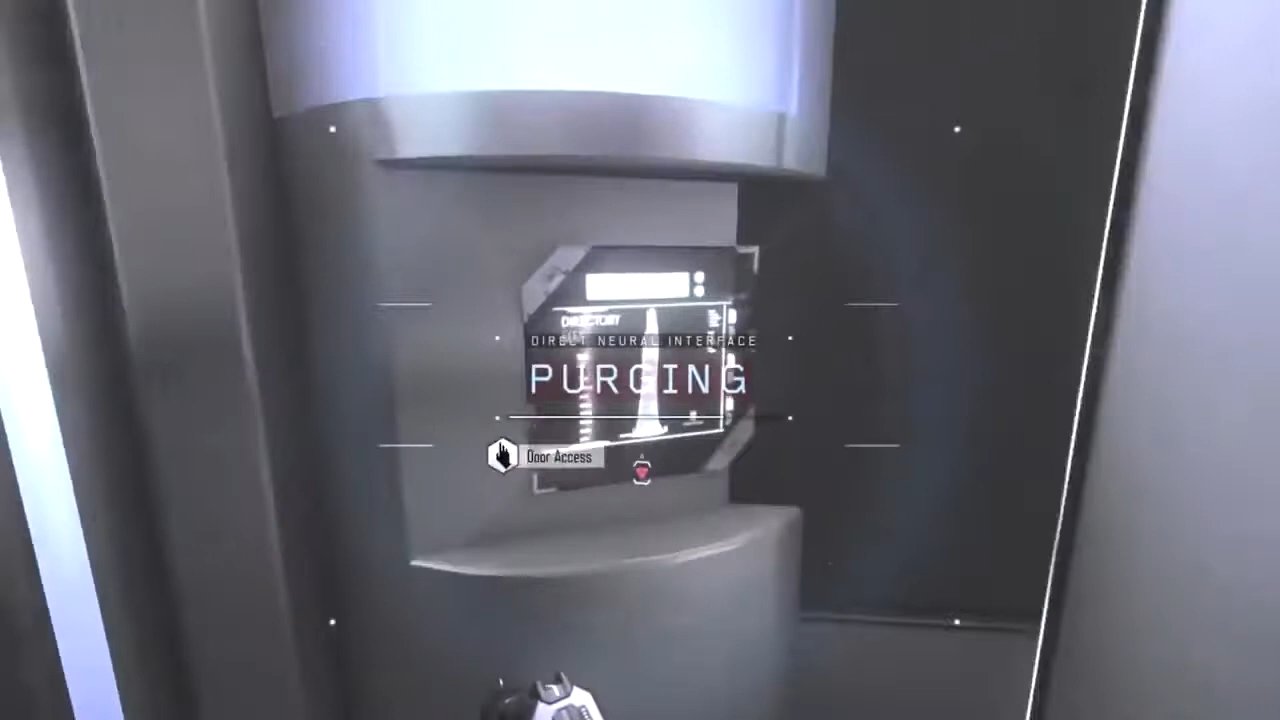 DIRECTORY
DIRECT NEURAL INTERFACE
PURGING
Door Access